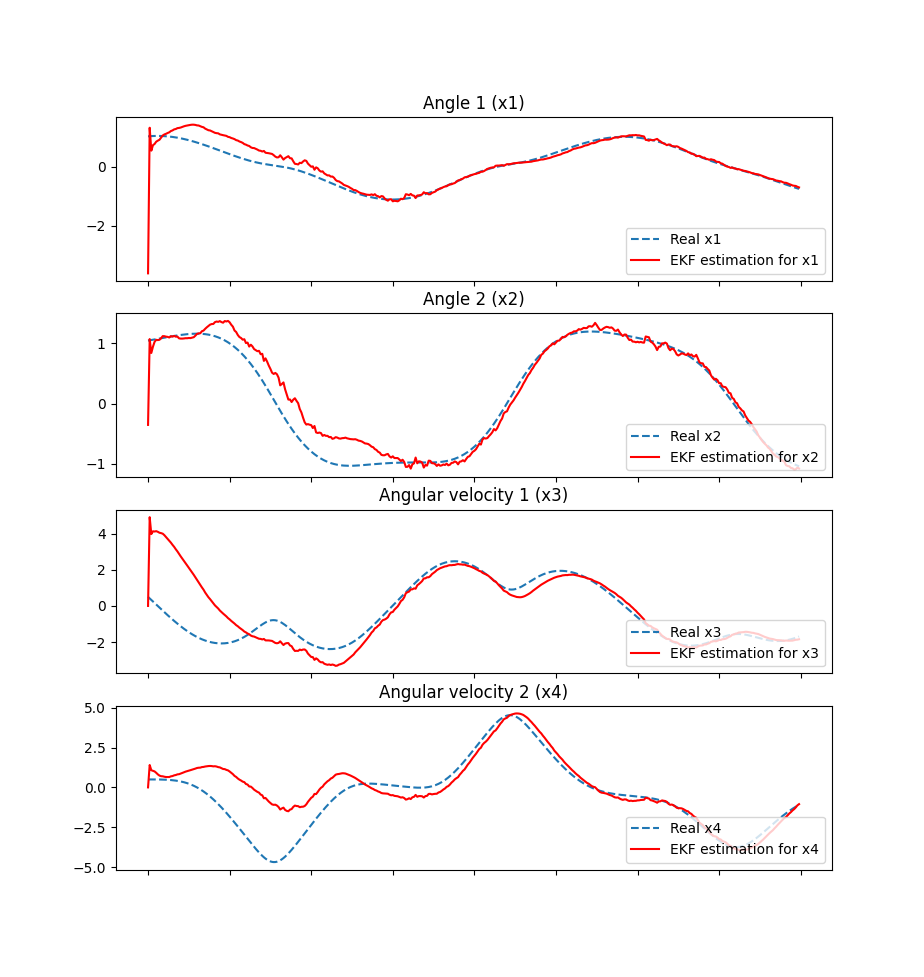 Angle 1 (x1)
0
−2
Real x1
EKF estimation for x1
Angle 2 (x2)
1
0
−1
Real x2
EKF estimation for x2
Angular velocity 1 (x3)
4
2
0
−2
Real x3
EKF estimation for x3
Angular velocity 2 (x4)
5.0
2.5
0.0
−2.5
−5.0
Real x4
EKF estimation for x4